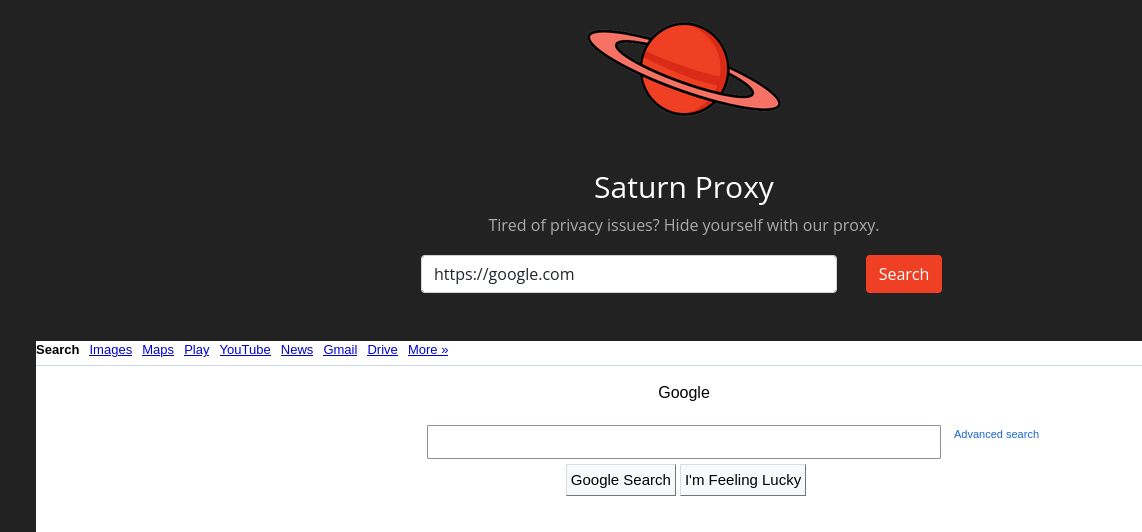 Saturn Proxy
Tired of privacy issues? Hide yourself with our proxy.
https://google.com Search
Search Images Maps Play YouTube News Gmail Drive More »
Google
Advanced search
Google Search I'm Feeling Lucky